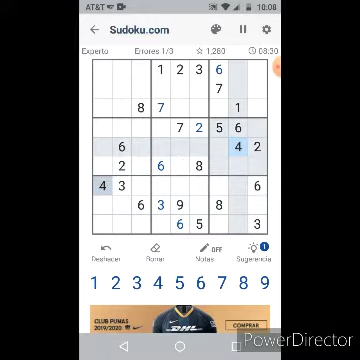 AT&T 10:08
← Sudoku.com
Experto Errores 1/3 ☆ 1,280 08:30
1 2 3 6
7
8 7 1
7 2 5 6
6 4 2
2 6 8
4 3 6
6 3 9 8
6 5 3
OFF 1
Deshacer Borrar Notas Sugerencia
1 2 3 4 5 6 7 8 9
CLUB PUMAS
2019/2020
DHL
COMPRAR
PowerDirector